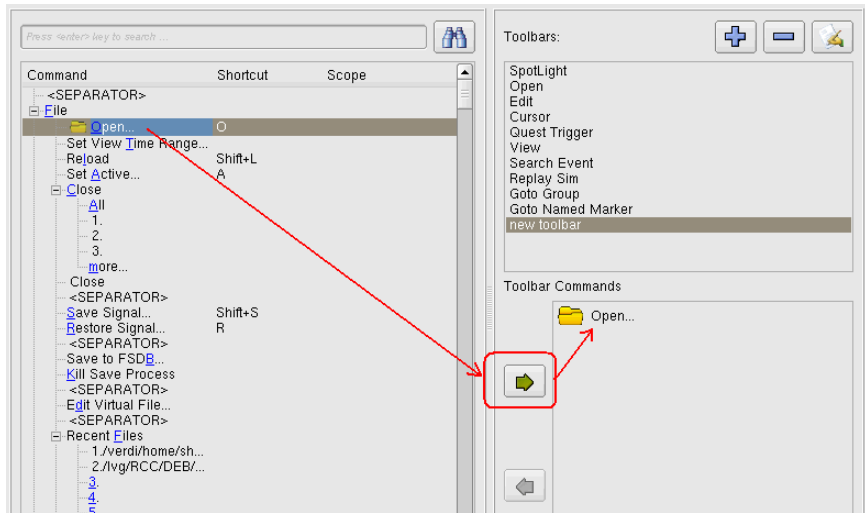 Press <enter> key to search ...
Command Shortcut Scope
<SEPARATOR>
File
Open... O
Set View Time Range...
Reload Shift+L
Set Active... A
Close
All
1.
2.
3.
more...
Close
<SEPARATOR>
Save Signal... Shift+S
Restore Signal... R
<SEPARATOR>
Save to FSDB...
Kill Save Process
<SEPARATOR>
Edit Virtual File...
<SEPARATOR>
Recent Files
1./verdi/home/sh...
2./lvg/RCC/DEB/...
3.
4.
5.
Toolbars:
SpotLight
Open
Edit
Cursor
Quest Trigger
View
Search Event
Replay Sim
Goto Group
Goto Named Marker
new toolbar
Toolbar Commands
Open...